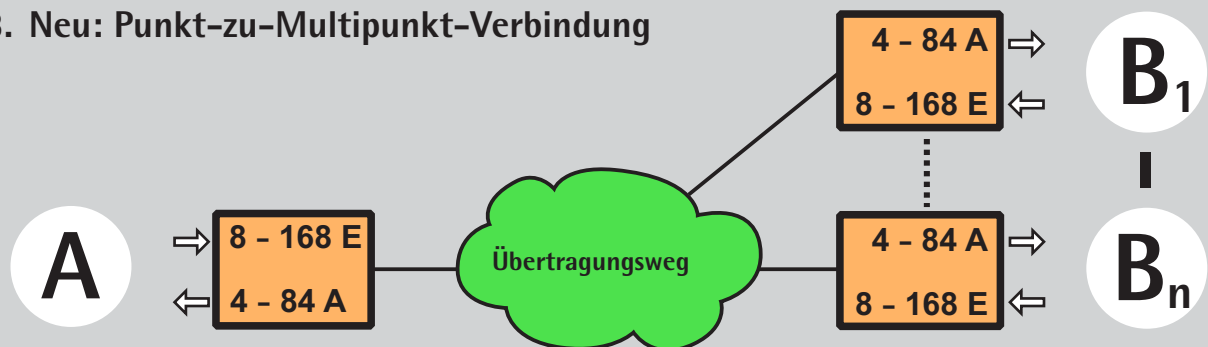 3. Neu: Punkt-zu-Multipunkt-Verbindung
4 - 84 A
8 - 168 E
B1
A
8 - 168 E
4 - 84 A
Übertragungsweg
4 - 84 A
8 - 168 E
Bn